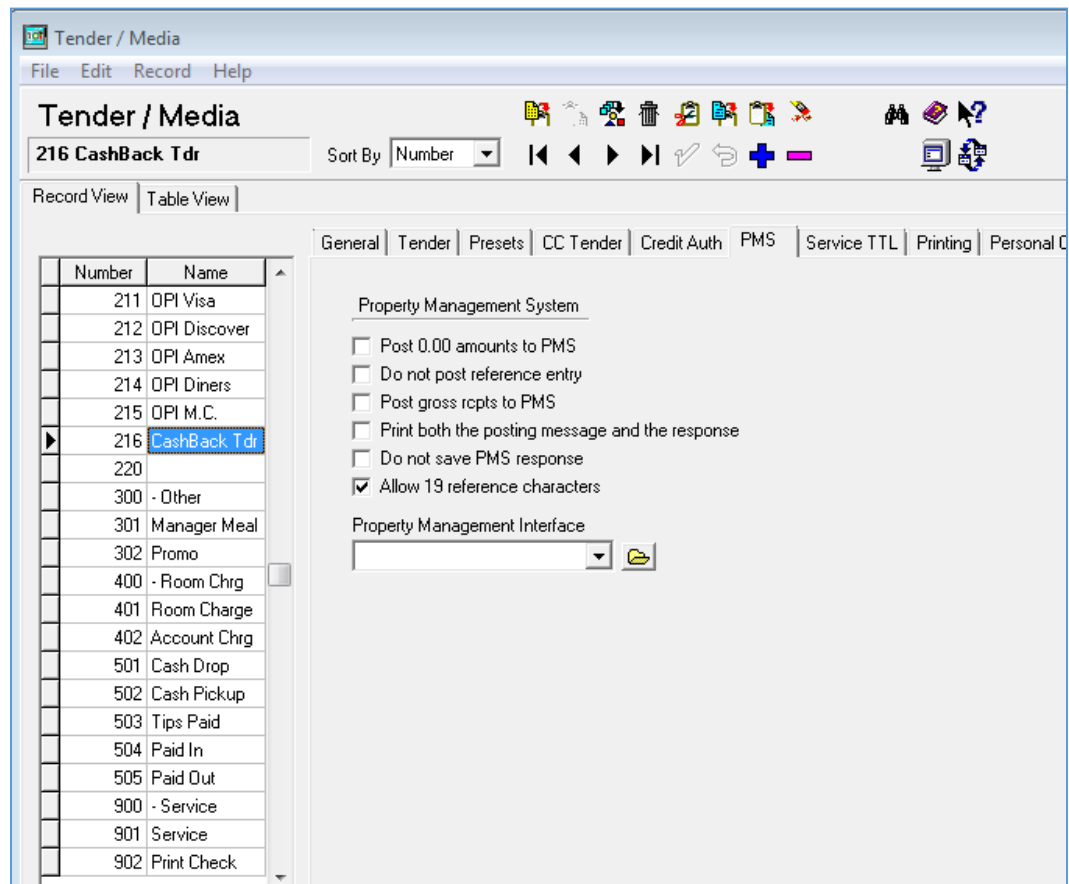 Tender / Media
File Edit Record Help
Tender / Media
216 CashBack Tdr
Sort By Number
Record View Table View
General Tender Presets CC Tender Credit Auth PMS Service TTL Printing Personal
Number Name
211 OPI Visa
212 OPI Discover
213 OPI Amex
214 OPI Diners
215 OPI M.C.
216 CashBack Tdr
220
300 - Other
301 Manager Meal
302 Promo
400 - Room Chrg
401 Room Charge
402 Account Chrg
501 Cash Drop
502 Cash Pickup
503 Tips Paid
504 Paid In
505 Paid Out
900 - Service
901 Service
902 Print Check
Property Management System
Post 0.00 amounts to PMS
Do not post reference entry
Post gross rcpts to PMS
Print both the posting message and the response
Do not save PMS response
Allow 19 reference characters
Property Management Interface